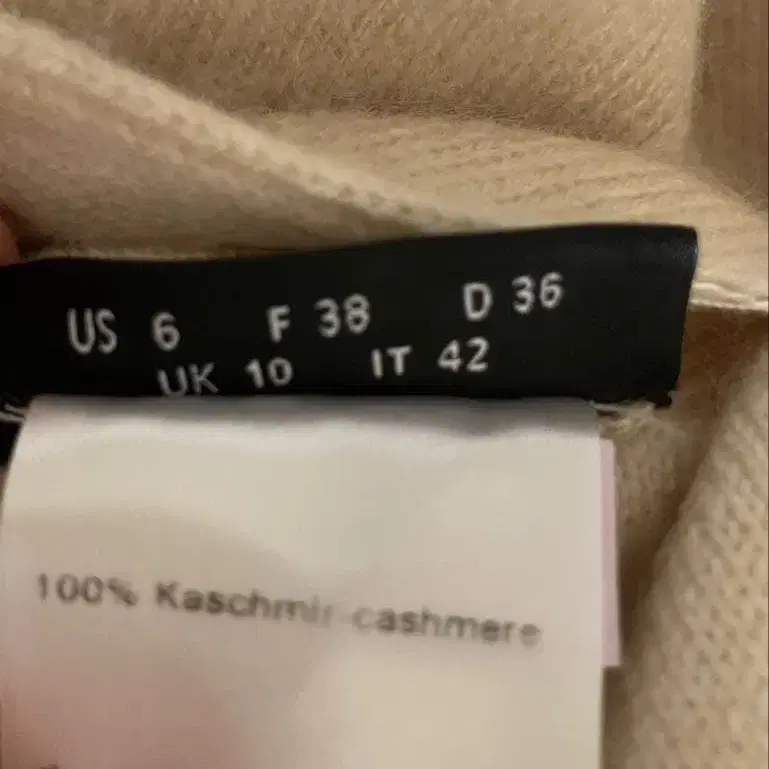 US 6 F 38 D 36
UK 10 IT 42
100% Kaschmir-cashmere